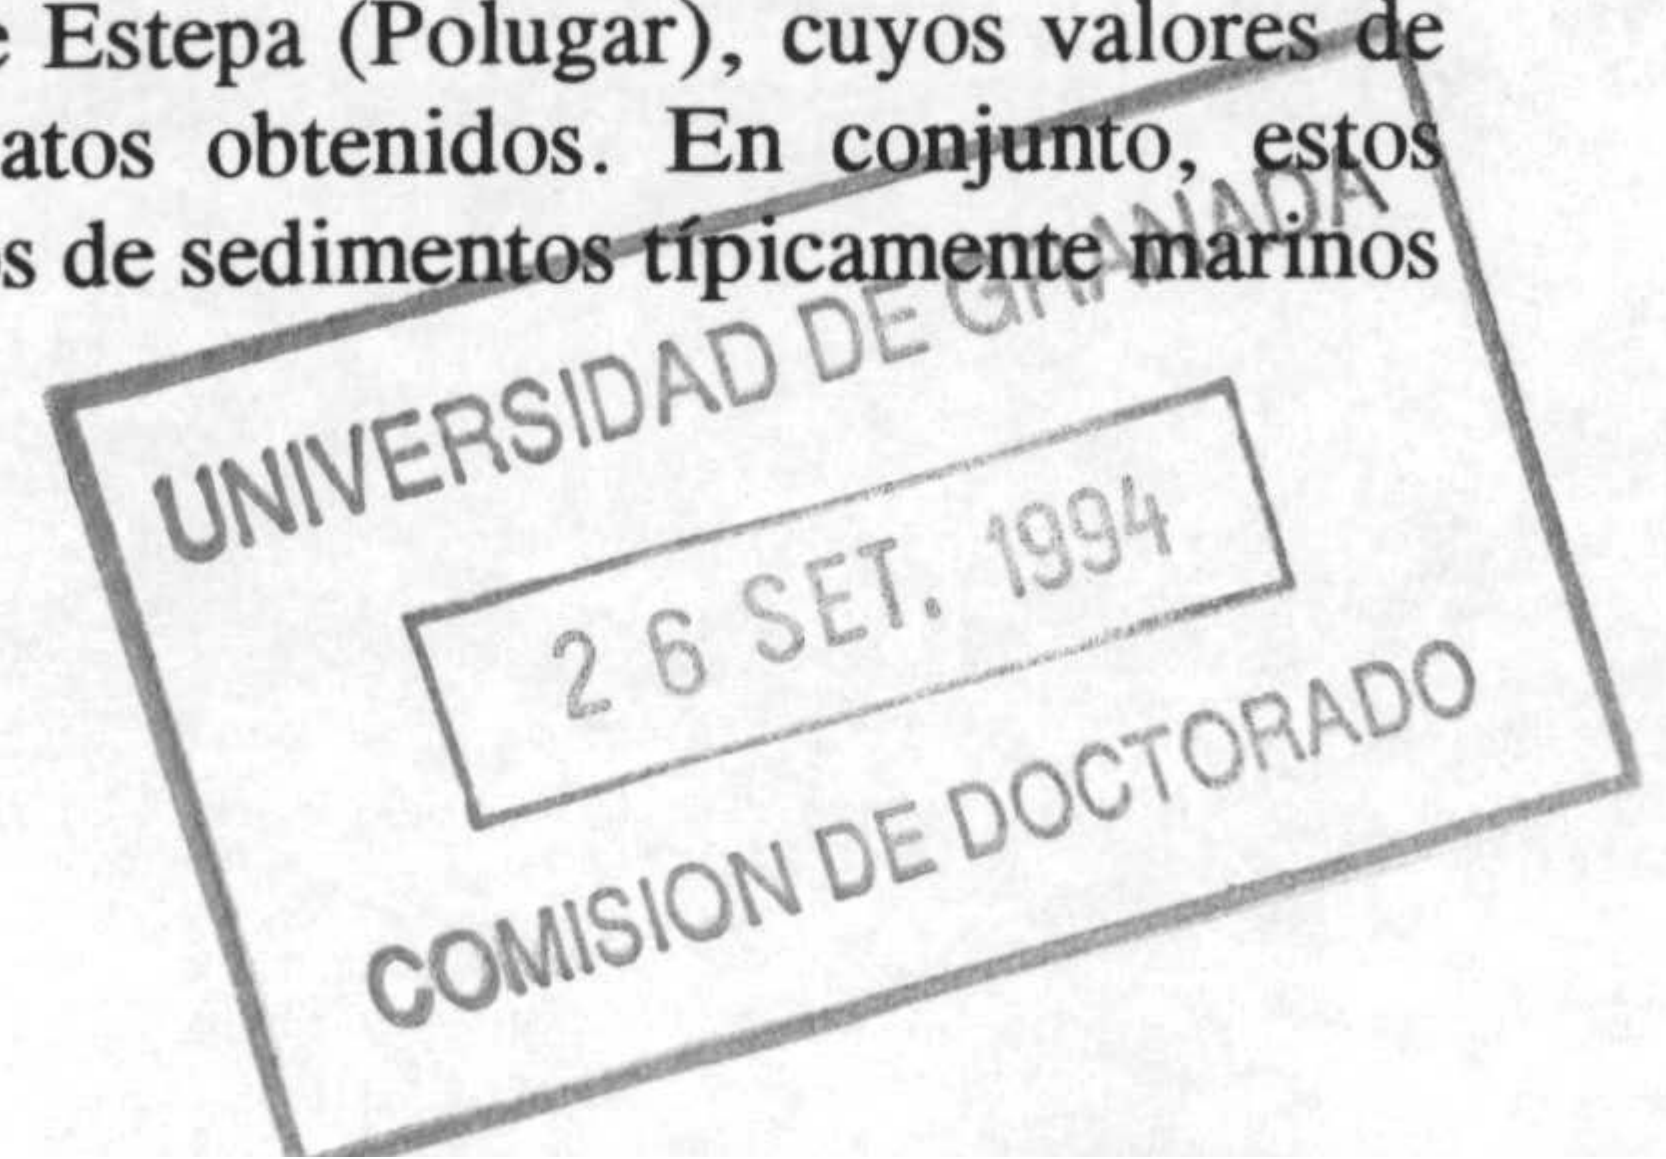 Estepa (Polugar), cuyos valores de
atos obtenidos. En conjunto, estos
s de sedimentos típicamente marinos
UNIVERSIDAD DE GRANADA
2 6 SET. 1994
COMISION DE DOCTORADO